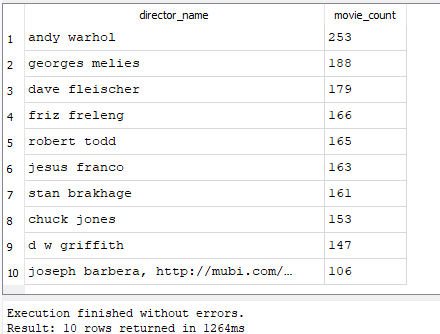 director_name movie_count
1 andy warhol 253
2 georges melies 188
3 dave fleischer 179
4 friz freleng 166
5 robert todd 165
6 jesus franco 163
7 stan brakhage 161
8 chuck jones 153
9 d w griffith 147
10 joseph barbera, http://mubi.com/… 106
Execution finished without errors.
Result: 10 rows returned in 1264ms